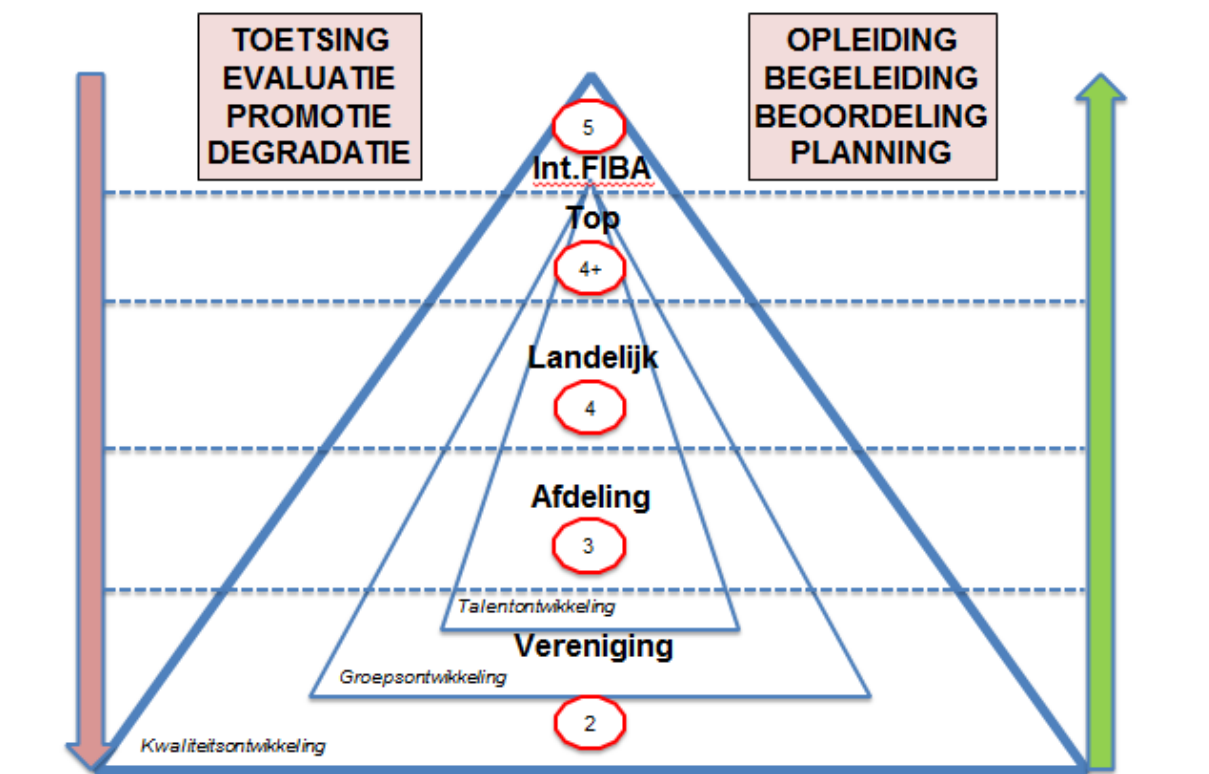 TOETSING
EVALUATIE
PROMOTIE
DEGRADATIE
OPLEIDING
BEGELEIDING
BEOORDELING
PLANNING
5
Int.FIBA
Top
4+
Landelijk
4
Afdeling
3
Talentontwikkeling
Vereniging
Groepsontwikkeling
2
Kwaliteitsontwikkeling